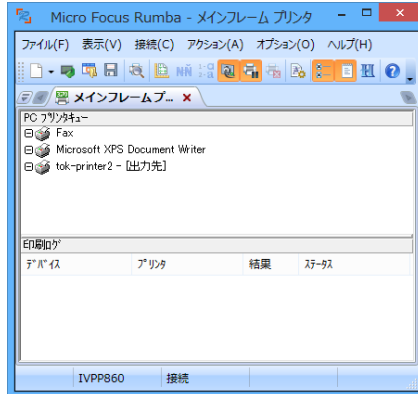 Micro Focus Rumba - メインフレーム プリンタ
ファイル(F) 表示(V) 接続(C) アクション(A) オプション(O) ヘルプ(H)
メインフレームプ...
PC プリンタキュー
Fax
Microsoft XPS Document Writer
tok-printer2 - [出力先]
印刷ログ
デバイス プリンタ 結果 ステータス
IVPP860 接続